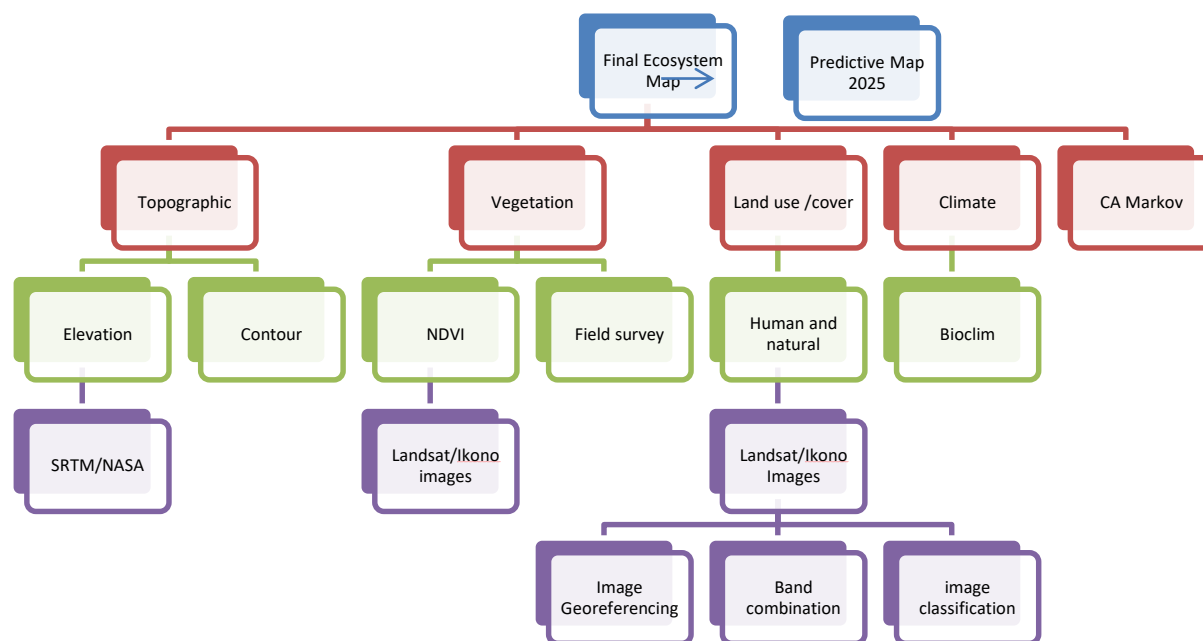 Final Ecosystem
Map
Predictive Map
2025
Topographic
Vegetation
Land use /cover
Climate
CA Markov
Elevation
Contour
NDVI
Field survey
Human and
natural
Bioclim
SRTM/NASA
Landsat/Ikono
images
Landsat/Ikono
Images
Image
Georeferencing
Band
combination
image
classification